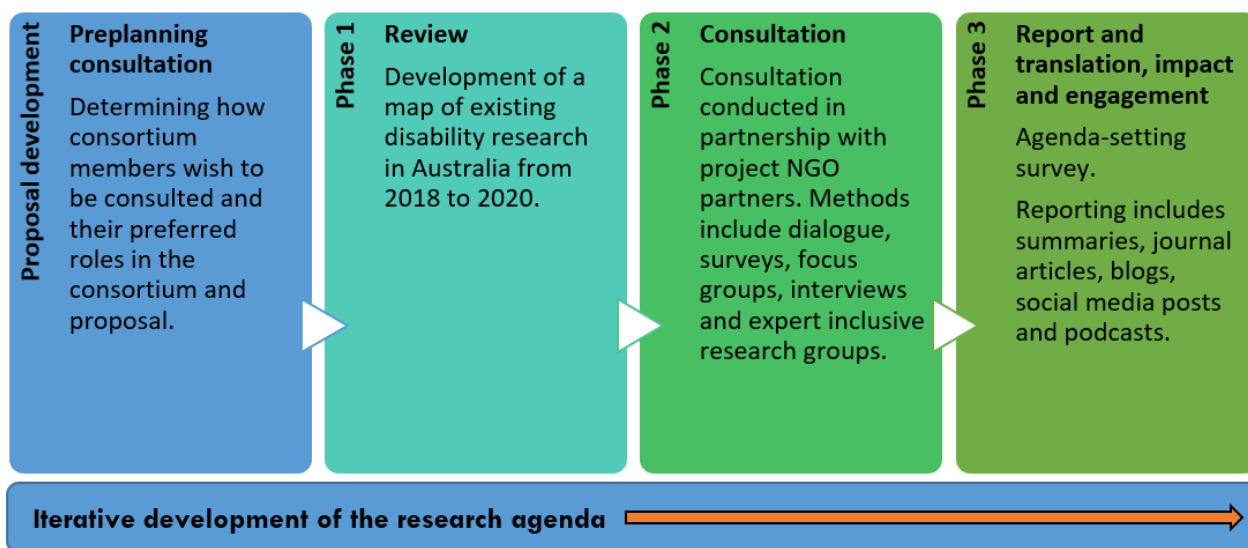 Proposal development
Preplanning
consultation
Determining how
consortium
members wish to
be consulted and
their preferred
roles in the
consortium and
proposal.
Phase 1
Review
Development of a
map of existing
disability research
in Australia from
2018 to 2020.
Phase 2
Consultation
Consultation
conducted in
partnership with
project NGO
partners. Methods
include dialogue,
surveys, focus
groups, interviews
and expert inclusive
research groups.
Phase 3
Report and
translation, impact
and engagement
Agenda-setting
survey.
Reporting includes
summaries, journal
articles, blogs,
social media posts
and podcasts.
Iterative development of the research agenda